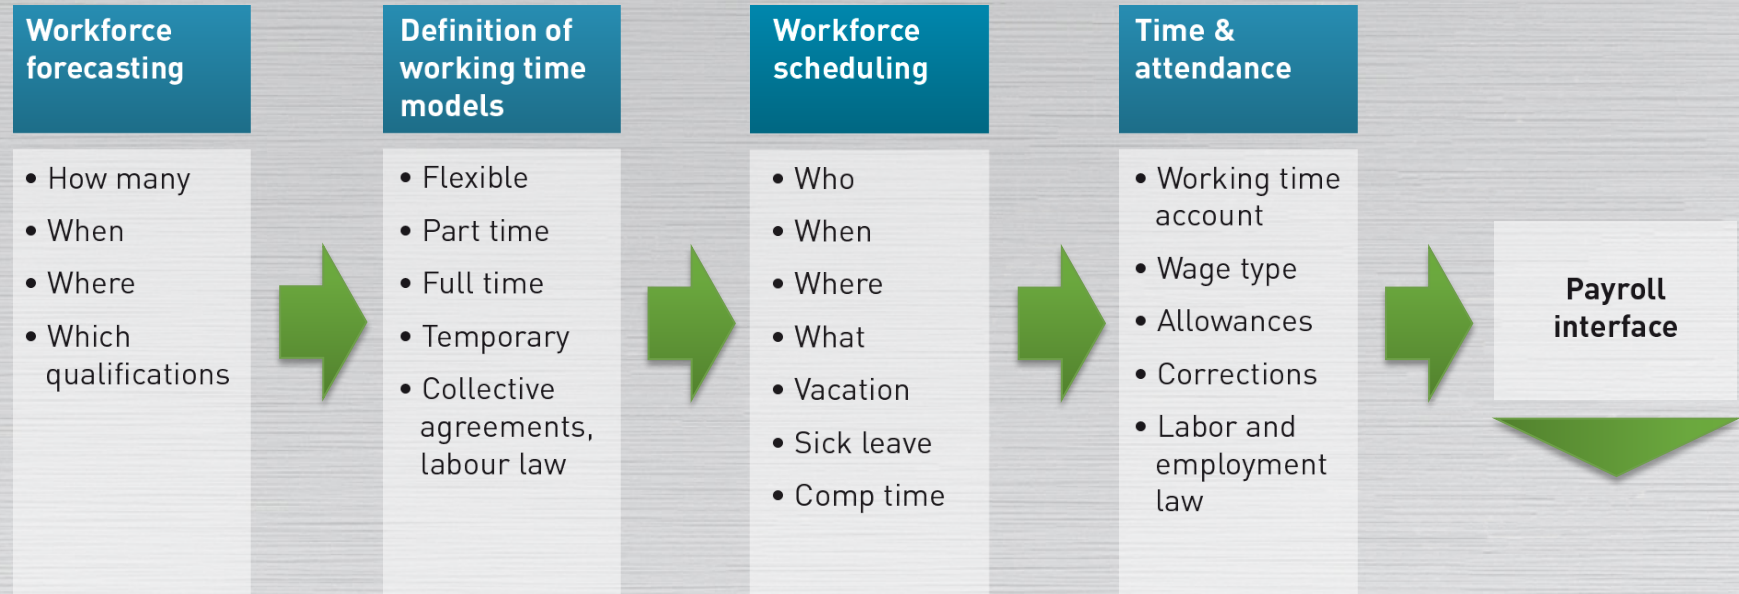 Workforce
forecasting
• How many
• When
• Where
• Which
qualifications
Definition of
working time
models
• Flexible
• Part time
• Full time
• Temporary
• Collective
agreements,
labour law
Workforce
scheduling
• Who
• When
• Where
• What
• Vacation
• Sick leave
• Comp time
Time &
attendance
• Working time
account
• Wage type
• Allowances
• Corrections
• Labor and
employment
law
Payroll
interface